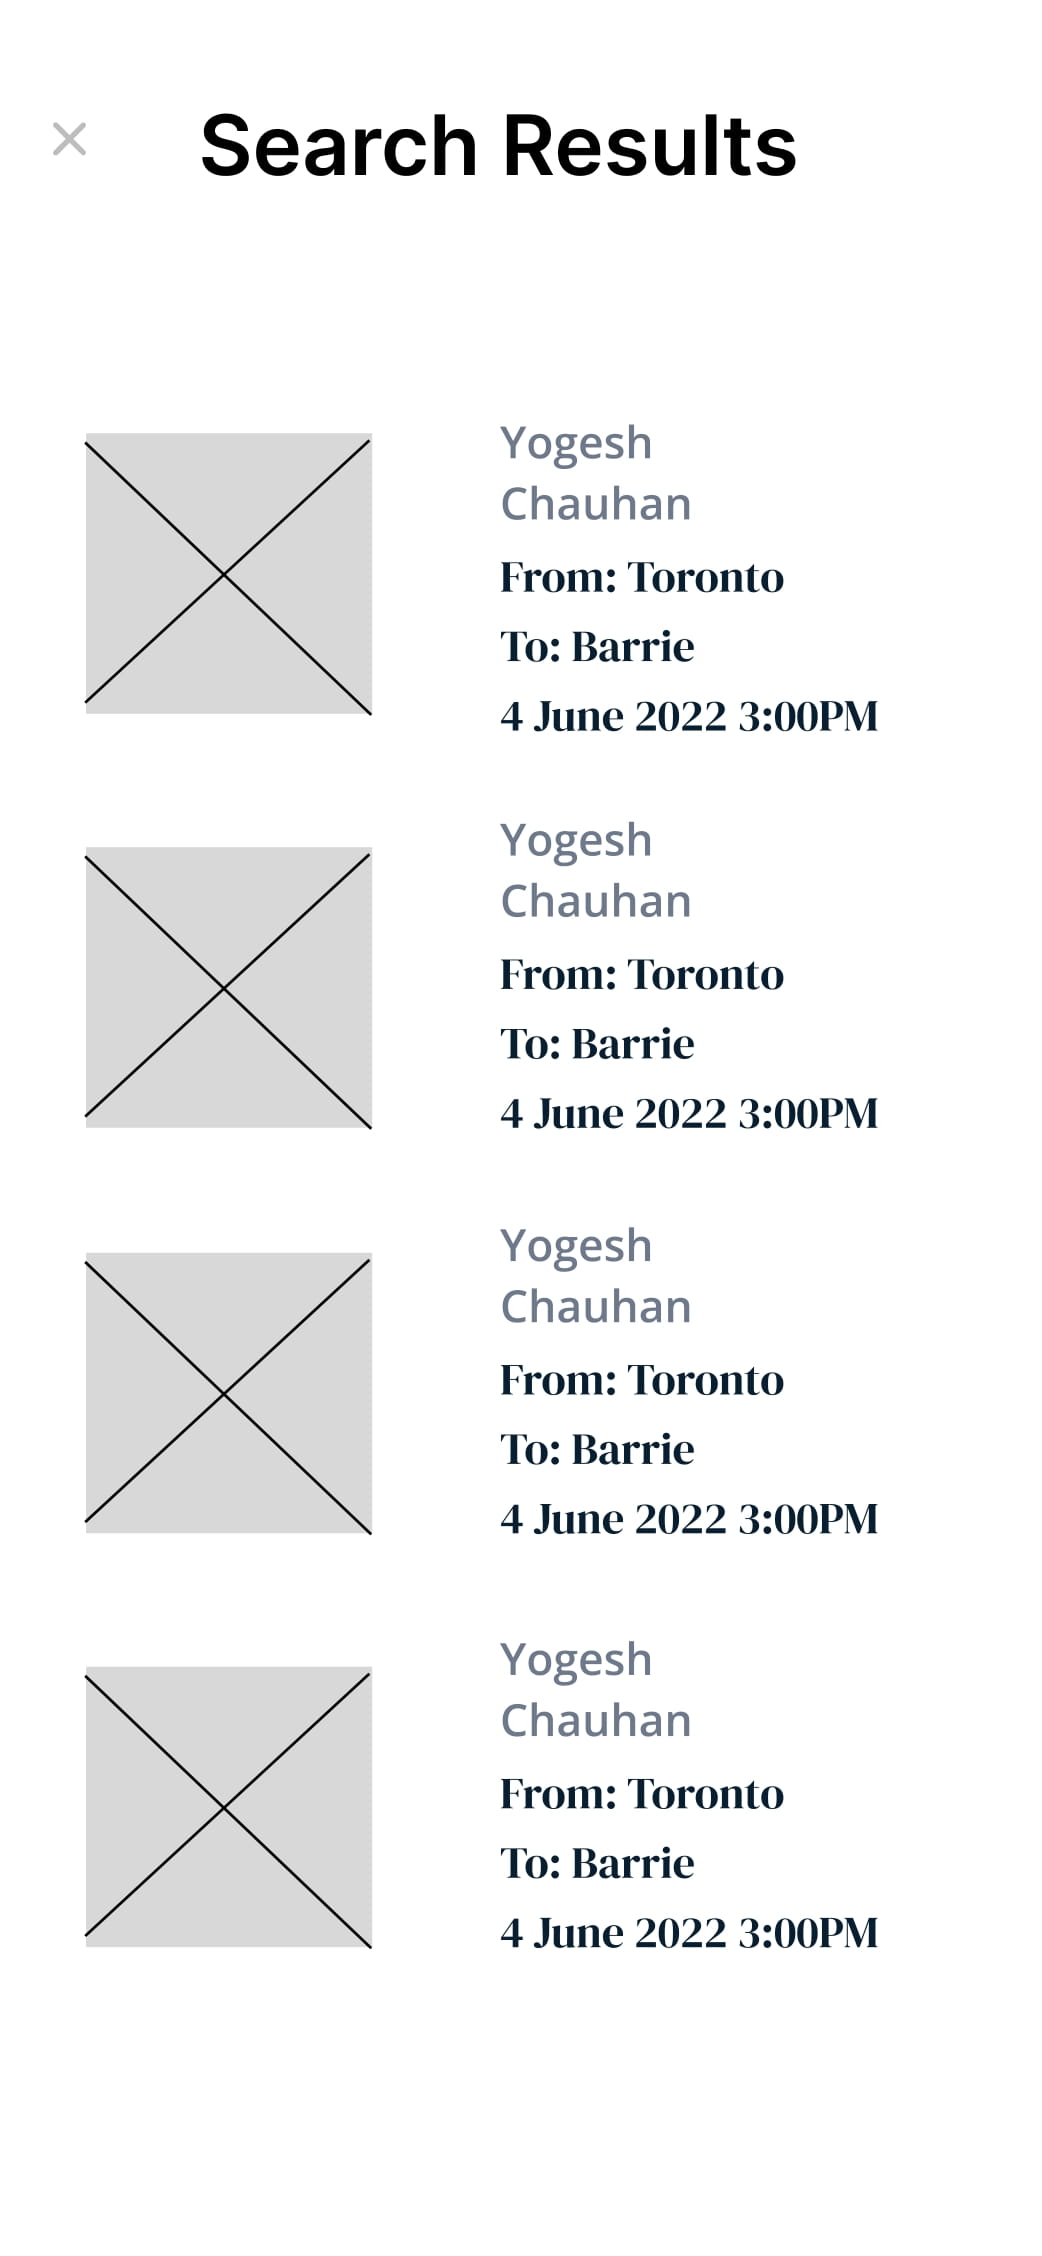 Search Results
Yogesh
Chauhan
From: Toronto
To: Barrie
4 June 2022 3:00PM
Yogesh
Chauhan
From: Toronto
To: Barrie
4 June 2022 3:00PM
Yogesh
Chauhan
From: Toronto
To: Barrie
4 June 2022 3:00PM
Yogesh
Chauhan
From: Toronto
To: Barrie
4 June 2022 3:00PM